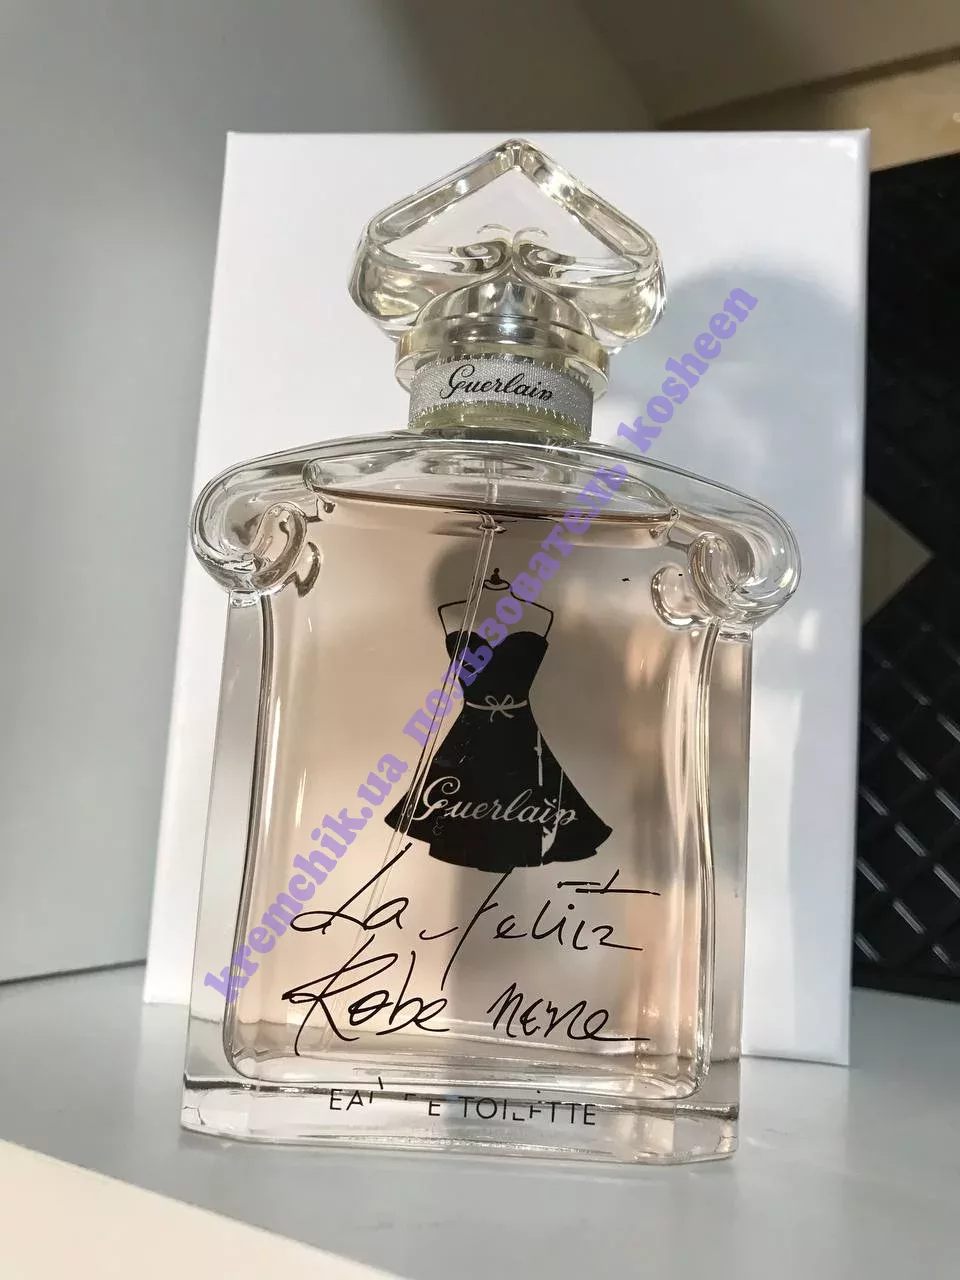 Guerlain
Guerlain
La Petite
Robe noire
EAU DE TOILETTE
kremchik.ua пользователь kosheen